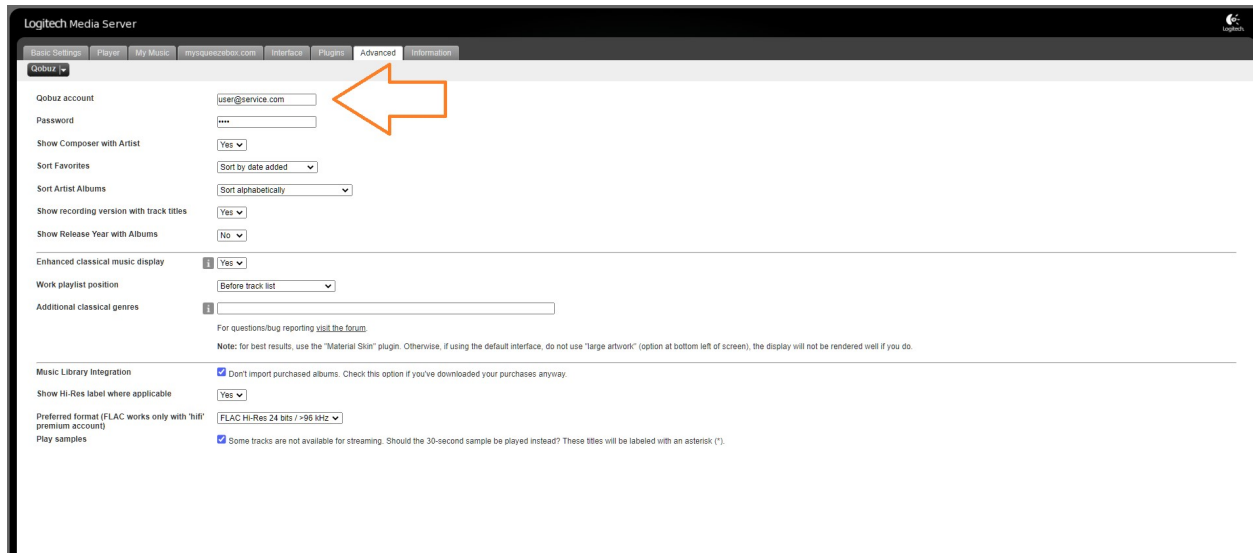 Logitech Media Server
Logitech
Basic Settings Player My Music mysqueezebox.com Interface Plugins Advanced Information
Qobuz
Qobuz account user@service.com
Password ••••
Show Composer with Artist Yes
Sort Favorites Sort by date added
Sort Artist Albums Sort alphabetically
Show recording version with track titles Yes
Show Release Year with Albums No
Enhanced classical music display i Yes
Work playlist position Before track list
Additional classical genres i
For questions/bug reporting visit the forum.
Note: for best results, use the "Material Skin" plugin. Otherwise, if using the default interface, do not use "large artwork" (option at bottom left of screen), the display will not be rendered well if you do.
Music Library Integration Don't import purchased albums. Check this option if you've downloaded your purchases anyway.
Show Hi-Res label where applicable Yes
Preferred format (FLAC works only with 'hifi' FLAC Hi-Res 24 bits / >96 kHz
premium account)
Play samples Some tracks are not available for streaming. Should the 30-second sample be played instead? These titles will be labeled with an asterisk (*).